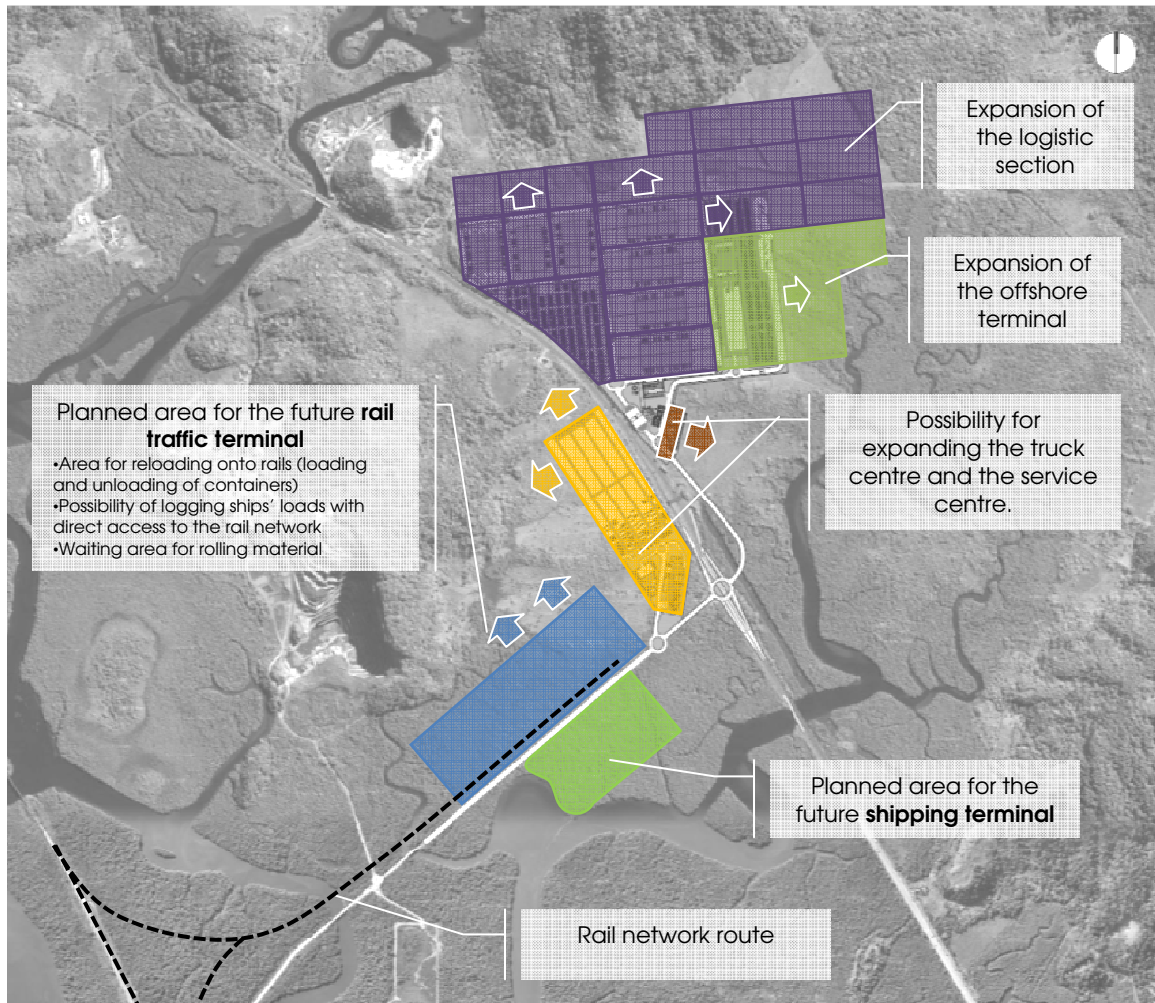 Expansion of
the logistic
section
Expansion of
the offshore
terminal
Planned area for the future rail
traffic terminal
•Area for reloading onto rails (loading
and unloading of containers)
•Possibility of logging ships’ loads with
direct access to the rail network
•Waiting area for rolling material
Possibility for
expanding the truck
centre and the service
centre.
Planned area for the
future shipping terminal
Rail network route